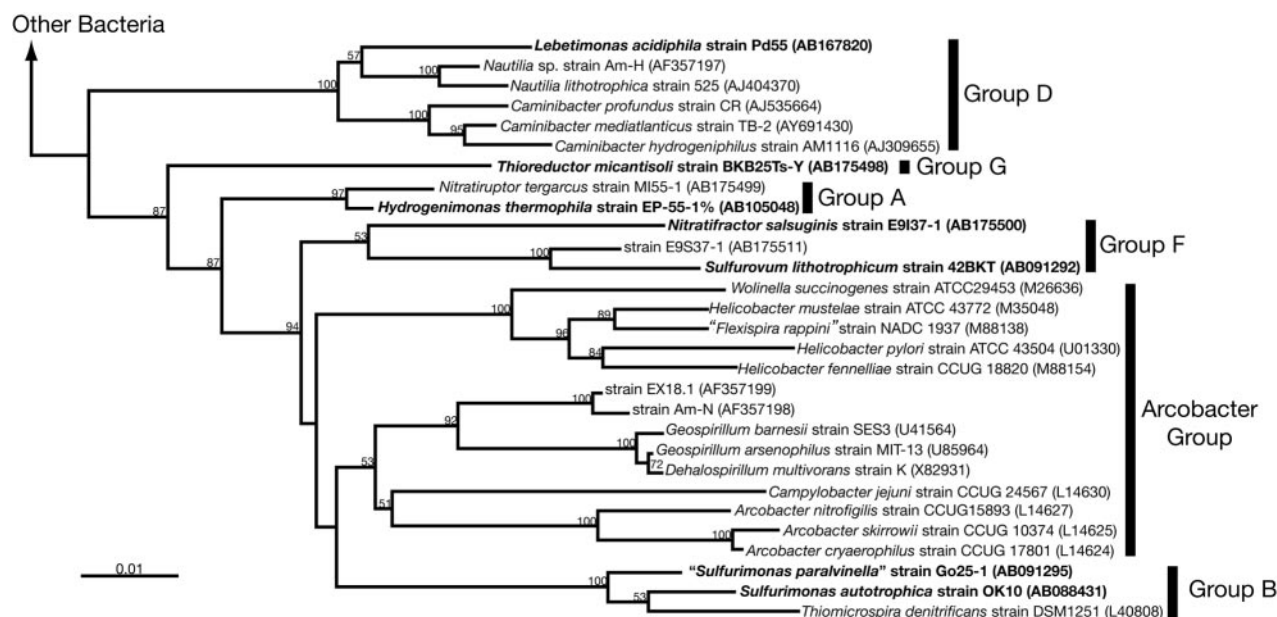 Other Bacteria
57
Lebetimonas acidiphila strain Pd55 (AB167820)
100
Nautilia sp. strain Am-H (AF357197)
100
Nautilia lithotrophica strain 525 (AJ404370)
Group D
100
Caminibacter profundus strain CR (AJ535664)
95
Caminibacter mediatlanticus strain TB-2 (AY691430)
Caminibacter hydrogeniphilus strain AM1116 (AJ309655)
87
Thioreductor micantisoli strain BKB25Ts-Y (AB175498)
Group G
97
Nitratiruptor tergarcus strain MI55-1 (AB175499)
Group A
Hydrogenimonas thermophila strain EP-55-1% (AB105048)
87
53
Nitratifractor salsuginis strain E9I37-1 (AB175500)
100
strain E9S37-1 (AB175511)
Group F
Sulfurovum lithotrophicum strain 42BKT (AB091292)
94
100
Wolinella succinogenes strain ATCC29453 (M26636)
89
Helicobacter mustelae strain ATCC 43772 (M35048)
96
"Flexispira rappini" strain NADC 1937 (M88138)
84
Helicobacter pylori strain ATCC 43504 (U01330)
Helicobacter fennelliae strain CCUG 18820 (M88154)
100
strain EX18.1 (AF357199)
92
strain Am-N (AF357198)
Arcobacter
Group
100
Geospirillum barnesii strain SES3 (U41564)
Geospirillum arsenophilus strain MIT-13 (U85964)
53
72
Dehalospirillum multivorans strain K (X82931)
51
Campylobacter jejuni strain CCUG 24567 (L14630)
100
Arcobacter nitrofigilis strain CCUG15893 (L14627)
100
Arcobacter skirrowii strain CCUG 10374 (L14625)
Arcobacter cryaerophilus strain CCUG 17801 (L14624)
0.01
100
"Sulfurimonas paralvinella" strain Go25-1 (AB091295)
53
Sulfurimonas autotrophica strain OK10 (AB088431)
Group B
Thiomicrospira denitrificans strain DSM1251 (L40808)